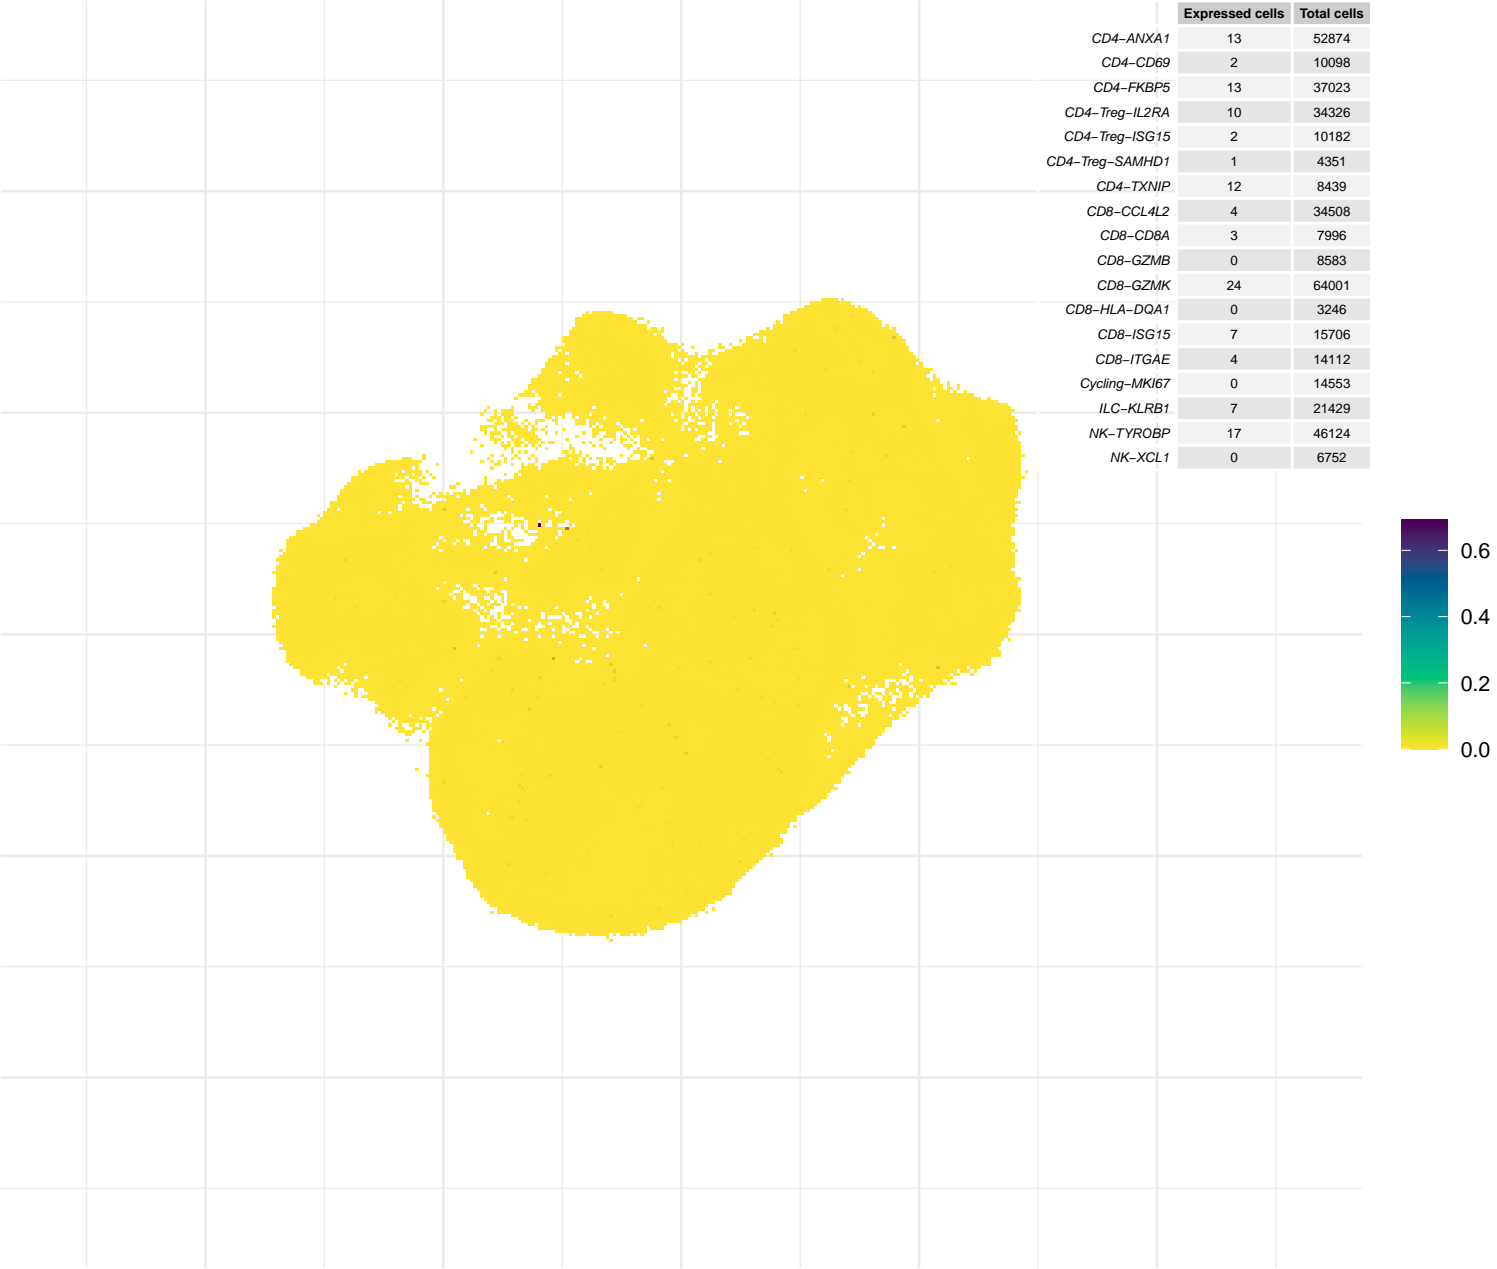 Expressed cells Total cells
CD4−ANXA1 13 52874
CD4−CD69 2 10098
CD4−FKBP5 13 37023
CD4−Treg−IL2RA 10 34326
CD4−Treg−ISG15 2 10182
CD4−Treg−SAMHD1 1 4351
CD4−TXNIP 12 8439
CD8−CCL4L2 4 34508
CD8−CD8A 3 7996
CD8−GZMB 0 8583
CD8−GZMK 24 64001
CD8−HLA−DQA1 0 3246
CD8−ISG15 7 15706
CD8−ITGAE 4 14112
Cycling−MKI67 0 14553
ILC−KLRB1 7 21429
NK−TYROBP 17 46124
NK−XCL1 0 6752
0.6
0.4
0.2
0.0